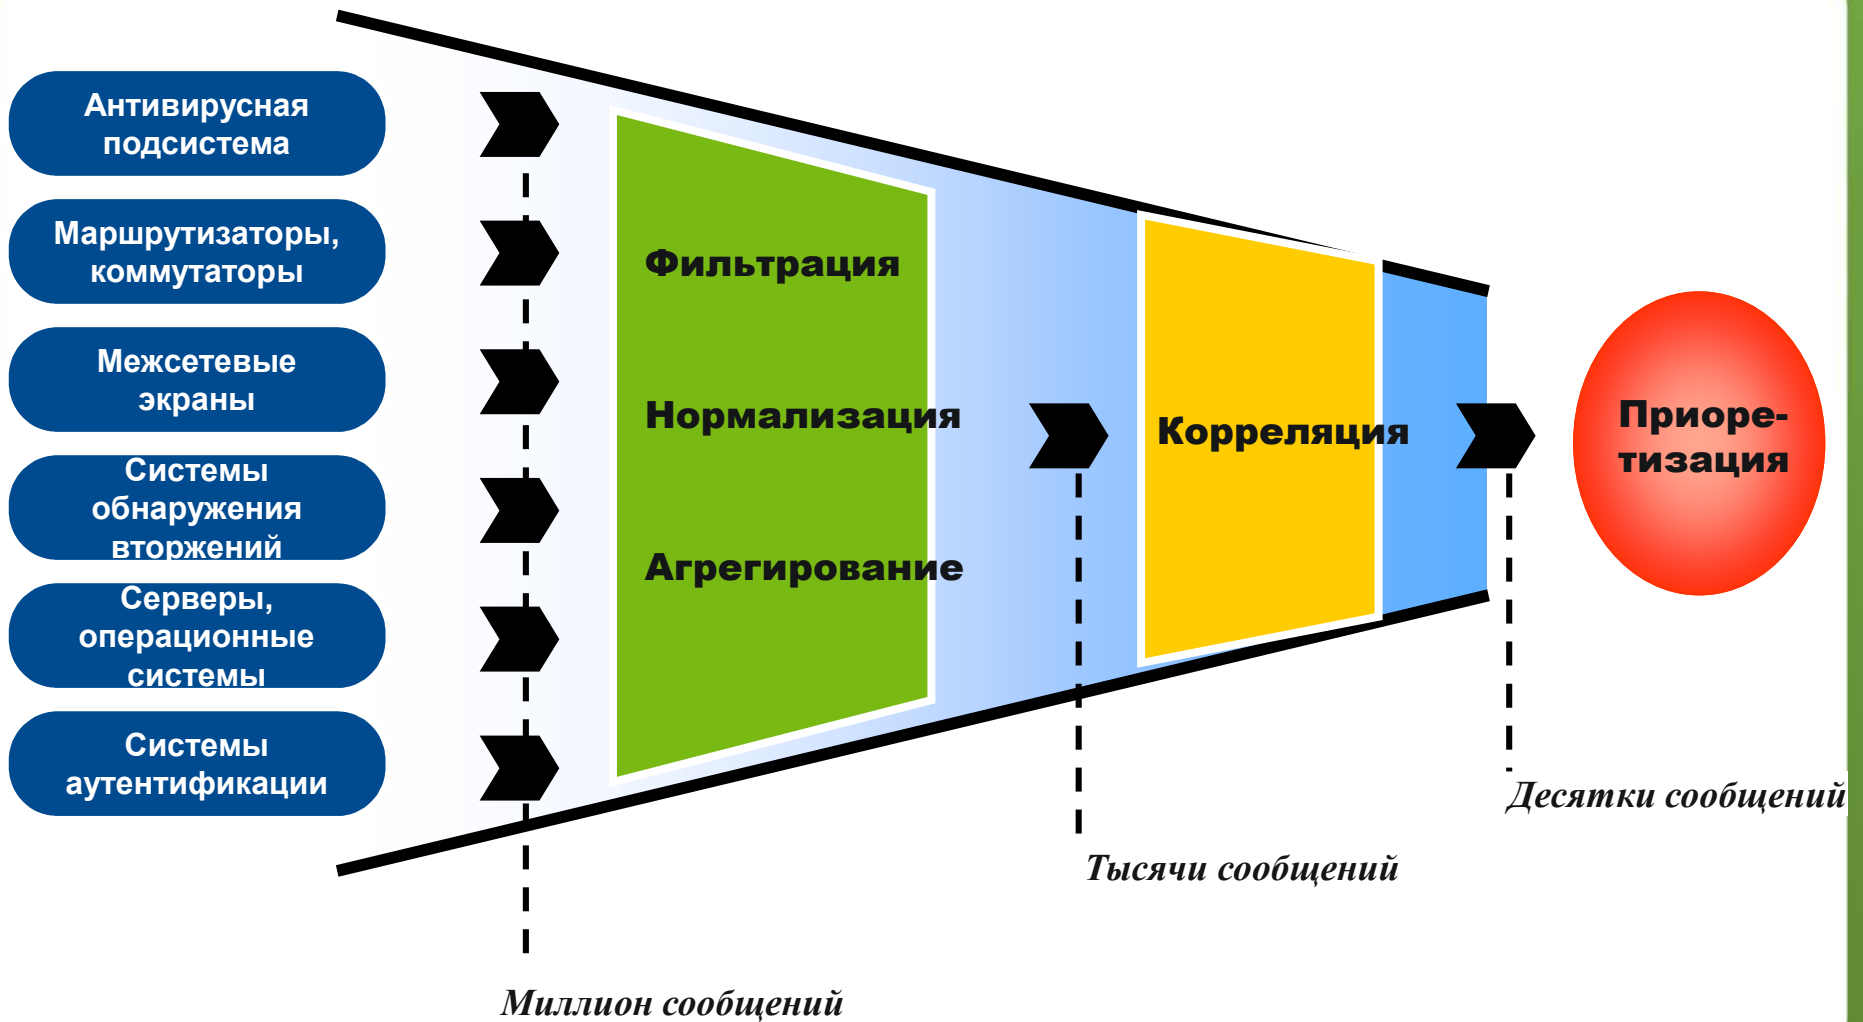 Антивирусная
подсистема
Маршрутизаторы,
коммутаторы
Межсетевые
экраны
Системы
обнаружения
вторжений
Серверы,
операционные
системы
Системы
аутентификации
Фильтрация
Нормализация
Агрегирование
Корреляция
Приоре-
тизация
Десятки сообщений
Тысячи сообщений
Миллион сообщений